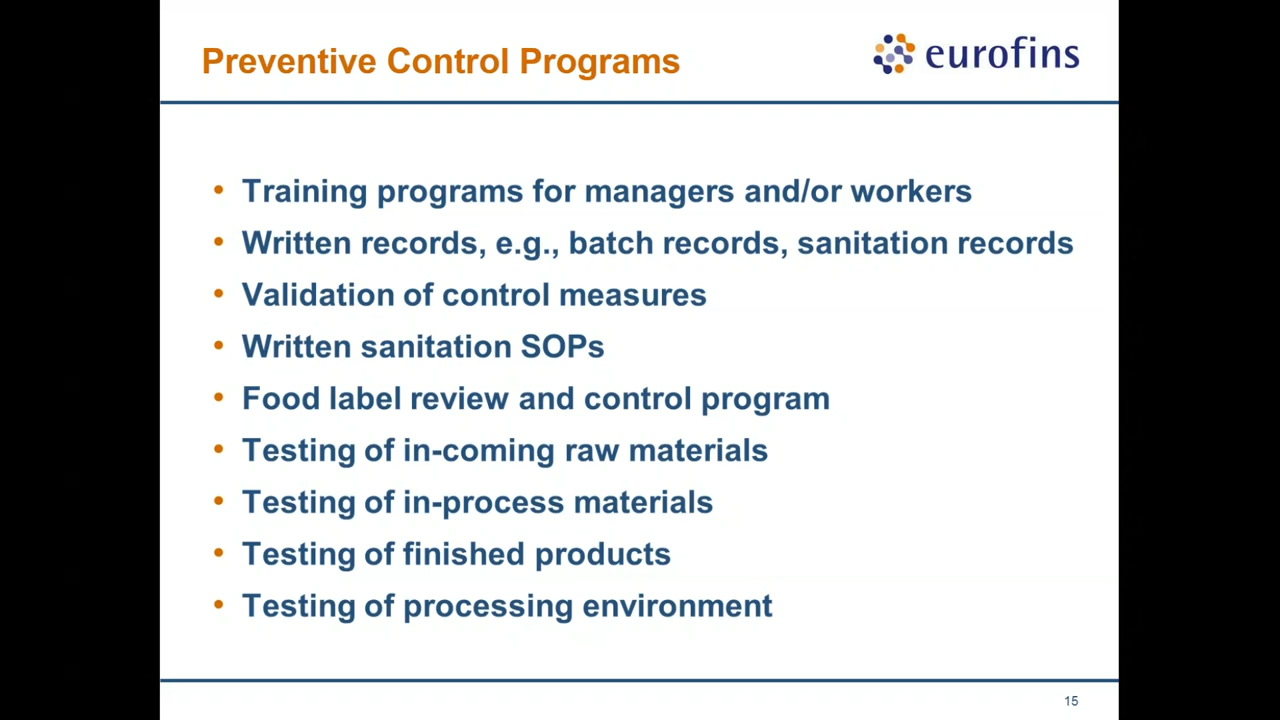 Preventive Control Programs
eurofins
• Training programs for managers and/or workers
• Written records, e.g., batch records, sanitation records
• Validation of control measures
• Written sanitation SOPs
• Food label review and control program
• Testing of in-coming raw materials
• Testing of in-process materials
• Testing of finished products
• Testing of processing environment
15